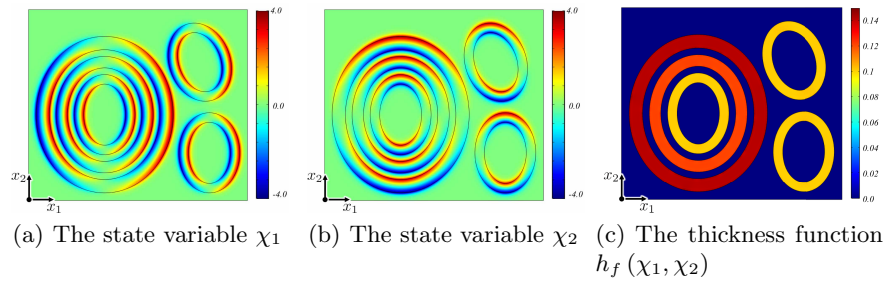 4.0
0.0
-4.0
x₂
x₁
4.0
0.0
-4.0
x₂
x₁
0.14
0.12
0.1
0.08
0.06
0.04
0.02
0.0
x₂
x₁
(a) The state variable χ₁
(b) The state variable χ₂
(c) The thickness function
h_f (χ₁, χ₂)